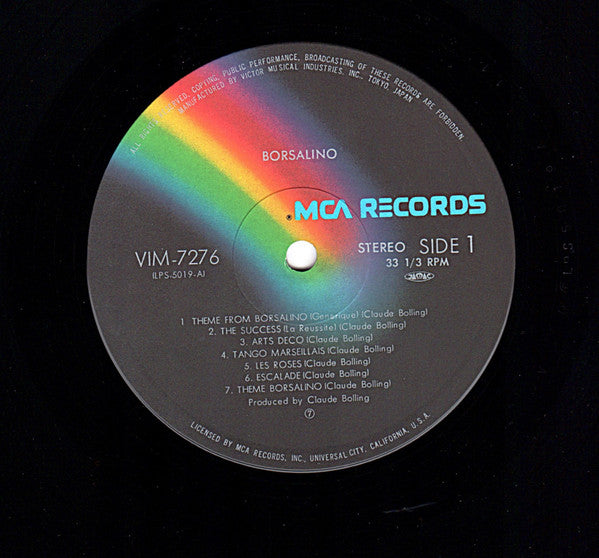 ALL RIGHTS RESERVED. COPYING, PUBLIC PERFORMANCE, BROADCASTING OF THESE RECORDS ARE FORBIDDEN.
MANUFACTURED BY VICTOR MUSICAL INDUSTRIES, INC. TOKYO, JAPAN
BORSALINO
® MCA RECORDS
VIM-7276
(LPS-5019-A)
STEREO SIDE 1
33 1/3 RPM
JASRAC
1 THEME FROM BORSALINO (Generique) (Claude Bolling)
2. THE SUCCESS (La Reussite) (Claude Bolling)
3. ARTS DECO (Claude Bolling)
4. TANGO MARSEILLAIS (Claude Bolling)
5. LES ROSES (Claude Bolling)
6. ESCALADE (Claude Bolling)
7. THEME BORSALINO (Claude Bolling)
Produced by Claude Bolling
⑦
LICENSED BY MCA RECORDS, INC., UNIVERSAL CITY, CALIFORNIA, U.S.A.